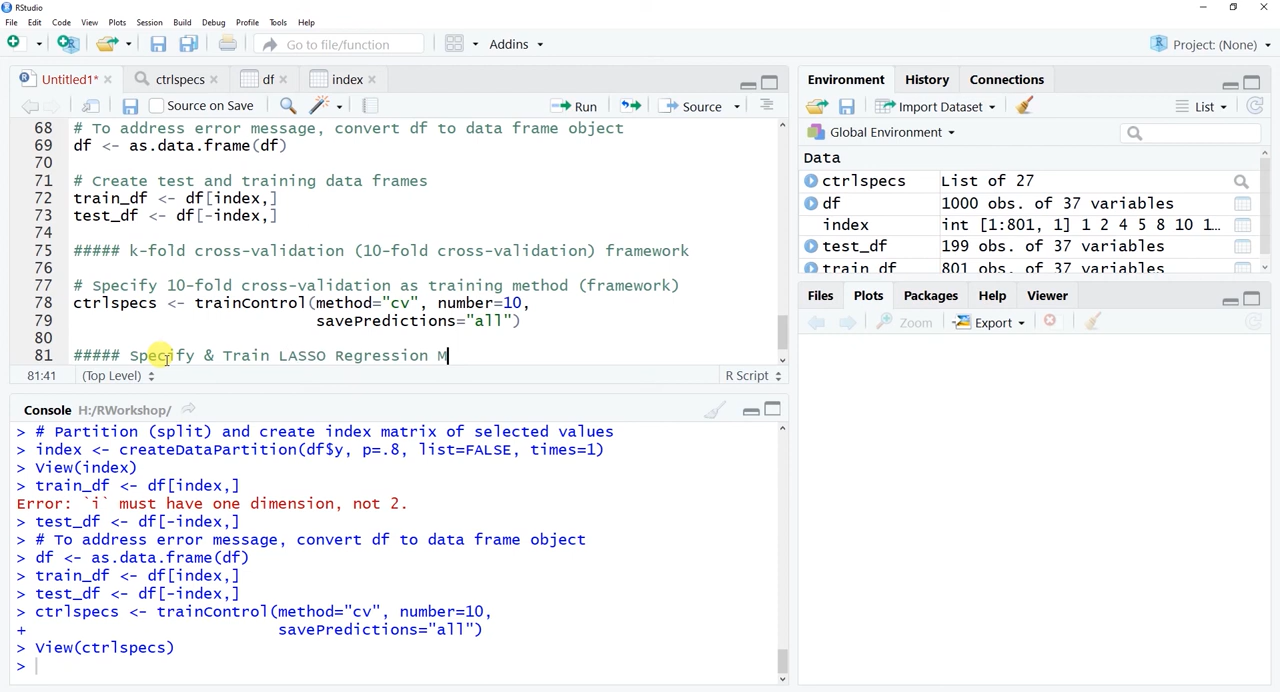 RStudio
File Edit Code View Plots Session Build Debug Profile Tools Help
Go to file/function Addins Project: (None)
Untitled1* ctrlspecs df index
Source on Save Run Source
68 # To address error message, convert df to data frame object
69 df <- as.data.frame(df)
70
71 # Create test and training data frames
72 train_df <- df[index,]
73 test_df <- df[-index,]
74
75 ##### k-fold cross-validation (10-fold cross-validation) framework
76
77 # Specify 10-fold cross-validation as training method (framework)
78 ctrlspecs <- trainControl(method="cv", number=10,
79 savePredictions="all")
80
81 ##### Specify & Train LASSO Regression M
81:41 (Top Level) R Script
Console H:/RWorkshop/
> # Partition (split) and create index matrix of selected values
> index <- createDataPartition(df$y, p=.8, list=FALSE, times=1)
> View(index)
> train_df <- df[index,]
Error: `i` must have one dimension, not 2.
> test_df <- df[-index,]
> # To address error message, convert df to data frame object
> df <- as.data.frame(df)
> train_df <- df[index,]
> test_df <- df[-index,]
> ctrlspecs <- trainControl(method="cv", number=10,
+ savePredictions="all")
> View(ctrlspecs)
>
Environment History Connections
Import Dataset List
Global Environment
Data
ctrlspecs List of 27
df 1000 obs. of 37 variables
index int [1:801, 1] 1 2 4 5 8 10 1...
test_df 199 obs. of 37 variables
train_df 801 obs. of 37 variables
Files Plots Packages Help Viewer
Zoom Export